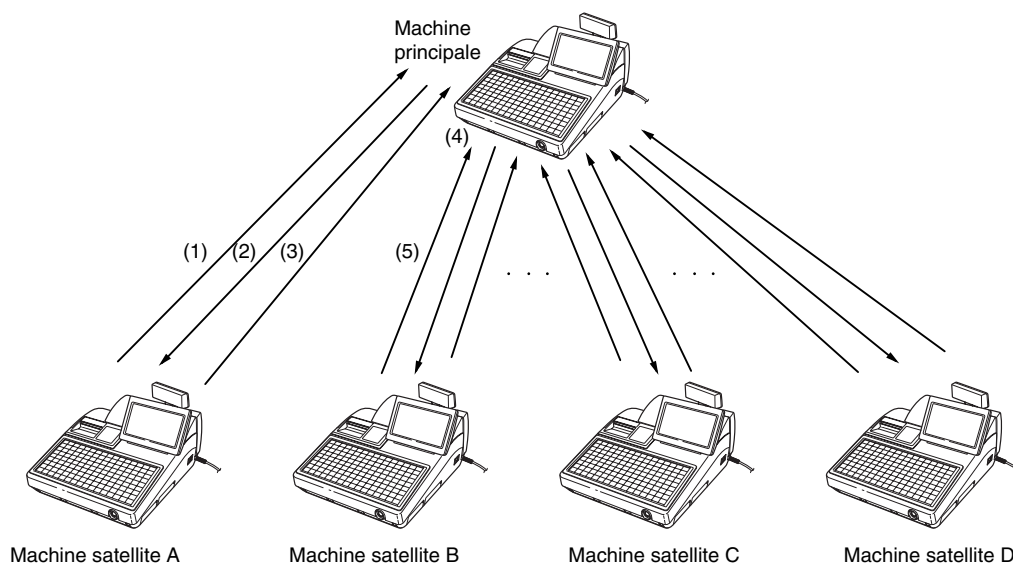 Machine
principale
(4)
(1)
(2)
(3)
(5)
. . .
. . .
Machine satellite A
Machine satellite B
Machine satellite C
Machine satellite D